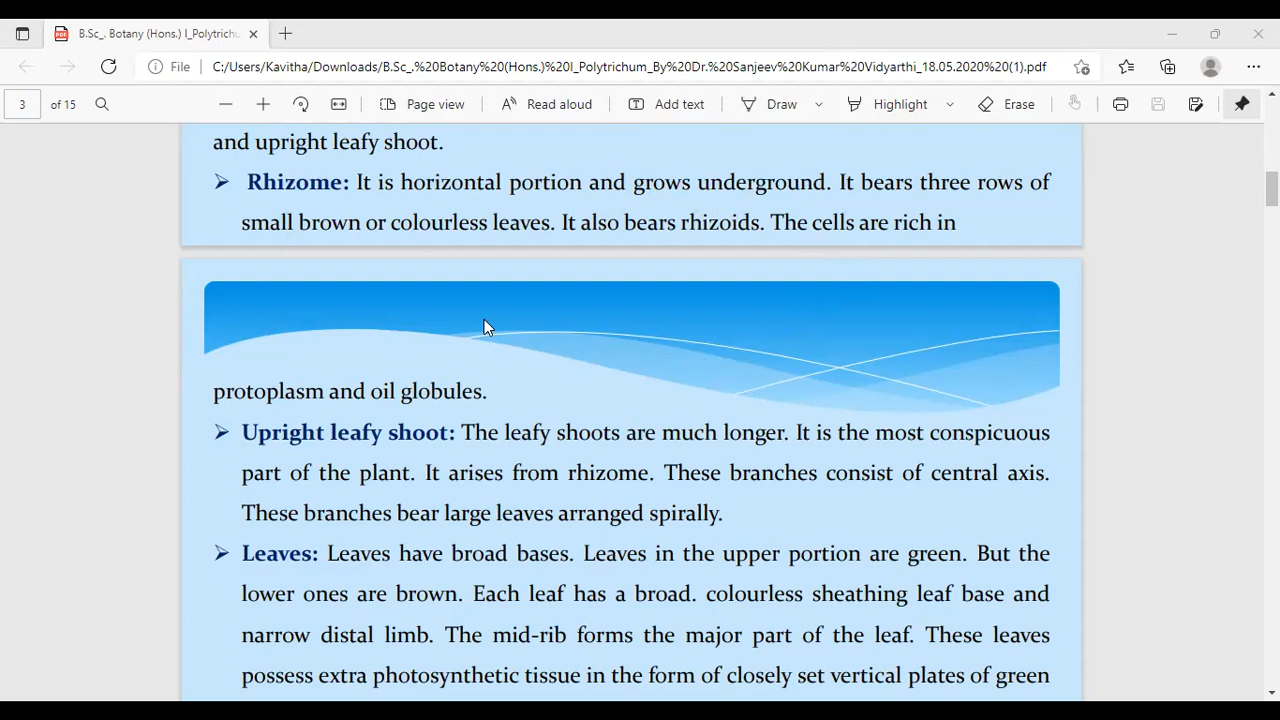 B.Sc_. Botany (Hons.) I_Polytrichu
File
C:/Users/Kavitha/Downloads/B.Sc_.%20Botany%20(Hons.)%20I_Polytrichum_By%20Dr.%20Sanjeev%20Kumar%20Vidyarthi_18.05.2020%20(1).pdf
3 of 15 Page view Read aloud Add text Draw Highlight Erase
and upright leafy shoot.
Rhizome: It is horizontal portion and grows underground. It bears three rows of
small brown or colourless leaves. It also bears rhizoids. The cells are rich in
protoplasm and oil globules.
Upright leafy shoot: The leafy shoots are much longer. It is the most conspicuous
part of the plant. It arises from rhizome. These branches consist of central axis.
These branches bear large leaves arranged spirally.
Leaves: Leaves have broad bases. Leaves in the upper portion are green. But the
lower ones are brown. Each leaf has a broad. colourless sheathing leaf base and
narrow distal limb. The mid-rib forms the major part of the leaf. These leaves
possess extra photosynthetic tissue in the form of closely set vertical plates of green